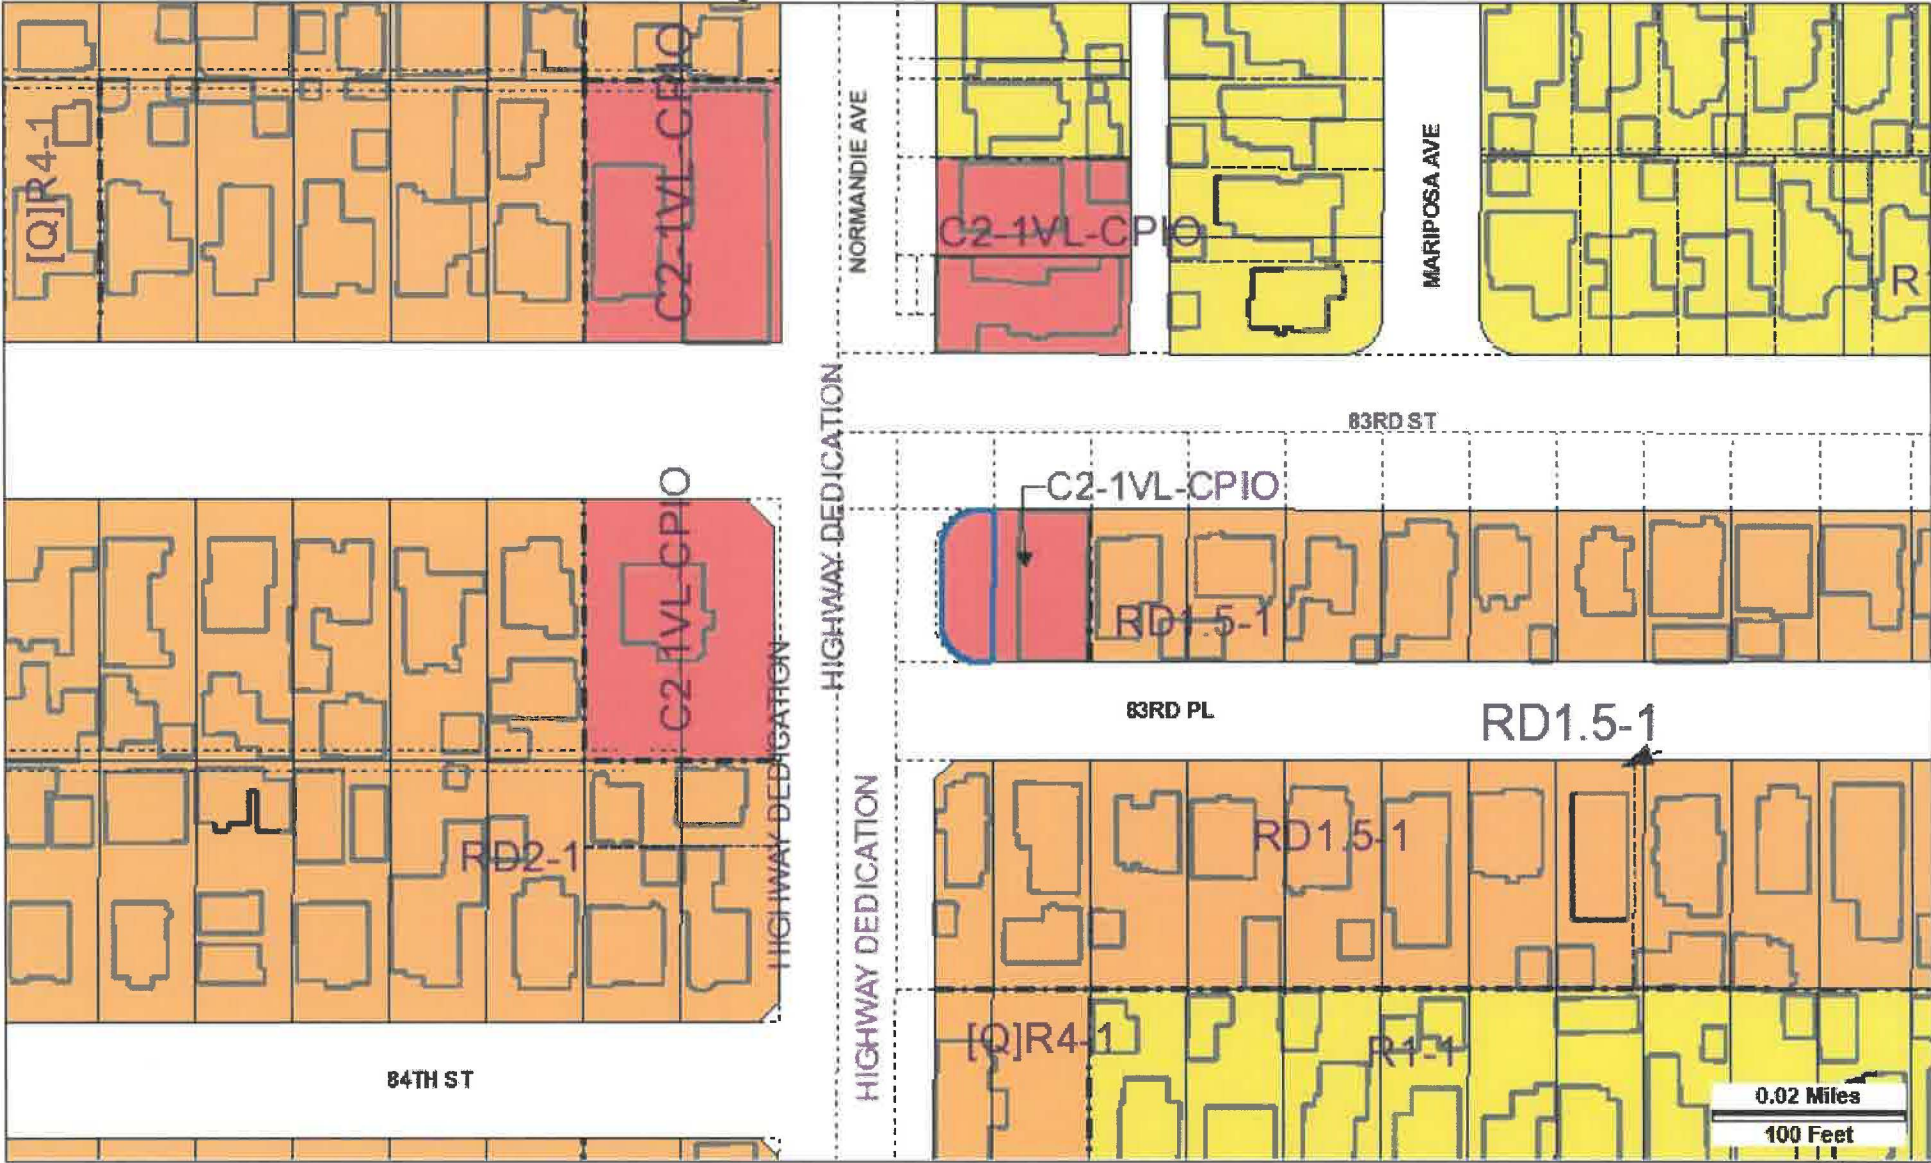 [Q]R4-1
C2-1VL-CPIO
NORMANDIE AVE
C2-1VL-CPIO
MARIPOSA AVE
R
HIGHWAY DEDICATION
83RD ST
C2-1VL-CPIO
C2-1VL-CPIO
RD1.5-1
HIGHWAY DEDICATION
83RD PL
RD1.5-1
HIGHWAY DEDICATION
RD2-1
RD1.5-1
[Q]R4-1
R1-1
84TH ST
0.02 Miles
100 Feet